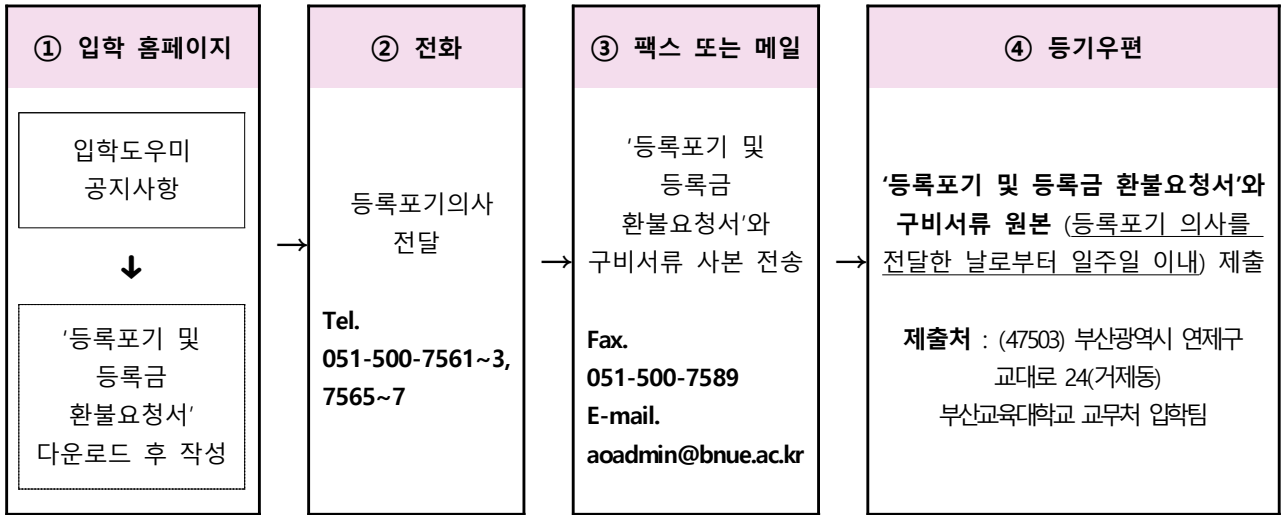 ① 입학 홈페이지
입학도우미
공지사항
↓
'등록포기 및
등록금
환불요청서'
다운로드 후 작성
→
② 전화
등록포기의사
전달
Tel.
051-500-7561~3,
7565~7
→
③ 팩스 또는 메일
'등록포기 및
등록금
환불요청서'와
구비서류 사본 전송
Fax.
051-500-7589
E-mail.
aoadmin@bnue.ac.kr
→
④ 등기우편
'등록포기 및 등록금 환불요청서'와
구비서류 원본 (등록포기 의사를
전달한 날로부터 일주일 이내) 제출
제출처 : (47503) 부산광역시 연제구
교대로 24(거제동)
부산교육대학교 교무처 입학팀